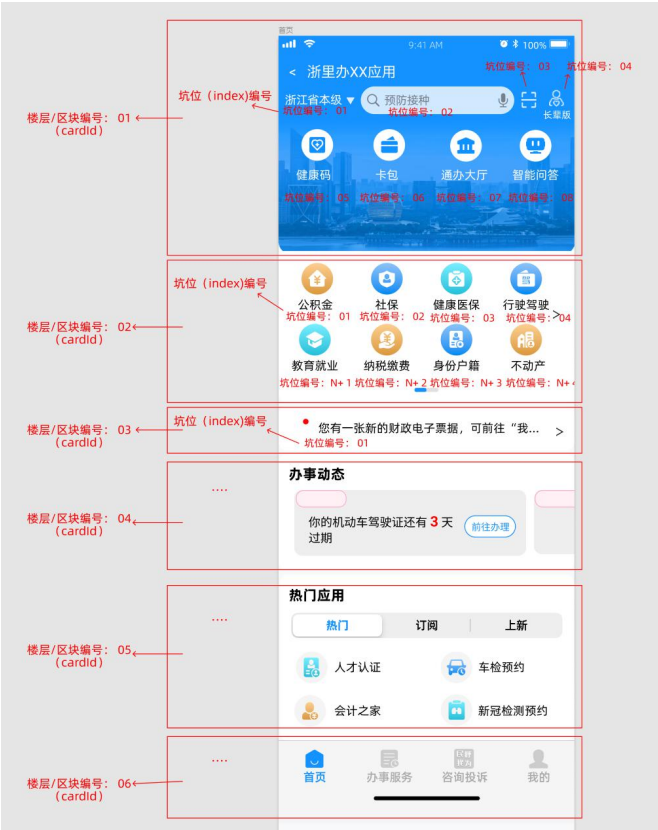 首页
9:41 AM
100%
< 浙里办XX应用
坑位编号： 03
坑位编号： 04
坑位（index)编号
浙江省本级
预防接种
长辈版
坑位编号： 01
坑位编号： 02
楼层/区块编号： 01
(cardId)
健康码
卡包
通办大厅
智能问答
坑位编号： 05
坑位编号： 06
坑位编号： 07
坑位编号： 08
坑位（index)编号
公积金
社保
健康医保
行驶驾驶
>
坑位编号： 01
坑位编号： 02
坑位编号： 03
坑位编号： 04
楼层/区块编号： 02
(cardId)
教育就业
纳税缴费
身份户籍
不动产
坑位编号：N+ 1
坑位编号：N+ 2
坑位编号：N+ 3
坑位编号：N+
坑位（index)编号
楼层/区块编号： 03
(cardId)
您有一张新的财政电子票据，可前往“我... >
坑位编号： 01
办事动态
....
楼层/区块编号： 04
(cardId)
你的机动车驾驶证还有 3 天
过期
前往办理
热门应用
....
热门
订阅
上新
楼层/区块编号： 05
(cardId)
人才认证
车检预约
会计之家
新冠检测预约
....
首页
办事服务
咨询投诉
我的
楼层/区块编号： 06
(cardId)